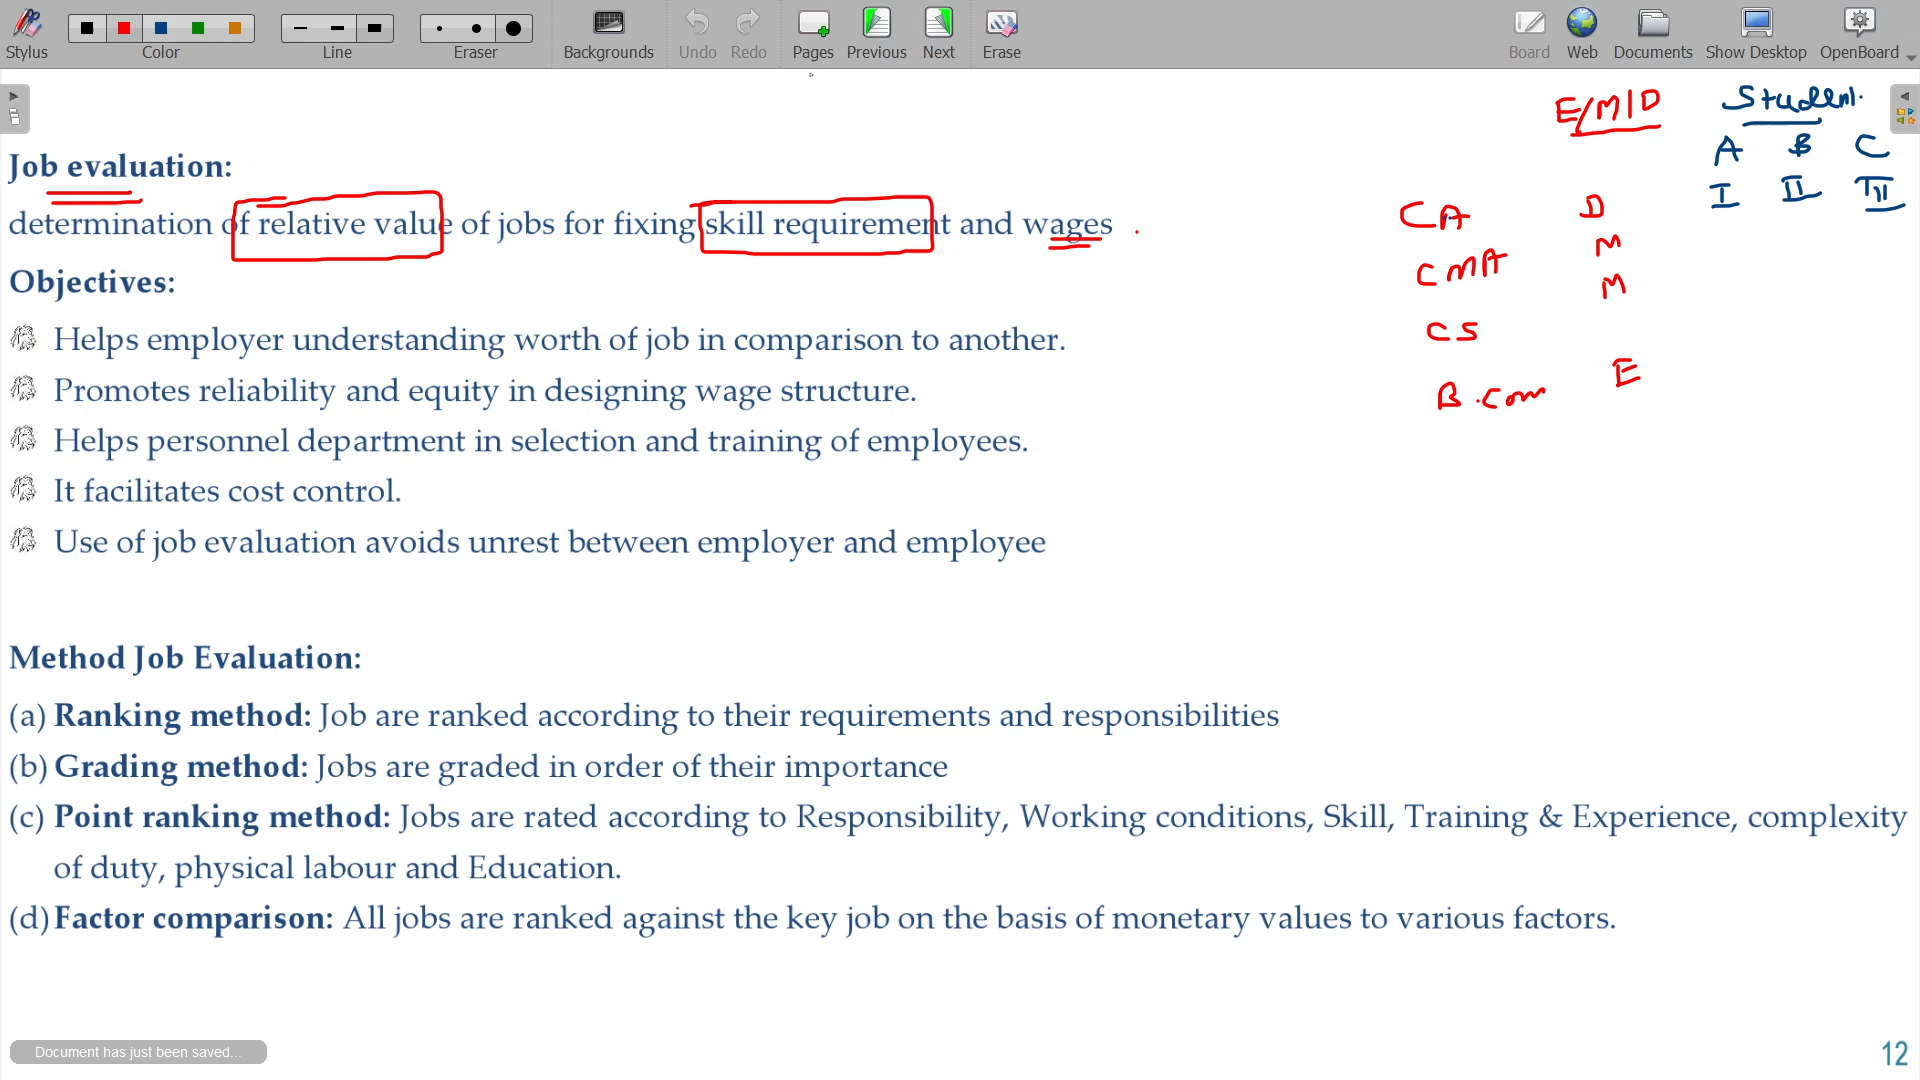 Stylus Color Line Eraser Backgrounds Undo Redo Pages Previous Next Erase Board Web Documents Show Desktop OpenBoard
E/M/D
Student.
A B C
I II III
Job evaluation:
determination of relative value of jobs for fixing skill requirement and wages .
CA D
CMA M
M
CS
B.com E
Objectives:
Helps employer understanding worth of job in comparison to another.
Promotes reliability and equity in designing wage structure.
Helps personnel department in selection and training of employees.
It facilitates cost control.
Use of job evaluation avoids unrest between employer and employee
Method Job Evaluation:
(a) Ranking method: Job are ranked according to their requirements and responsibilities
(b) Grading method: Jobs are graded in order of their importance
(c) Point ranking method: Jobs are rated according to Responsibility, Working conditions, Skill, Training & Experience, complexity
of duty, physical labour and Education.
(d) Factor comparison: All jobs are ranked against the key job on the basis of monetary values to various factors.
Document has just been saved...
12